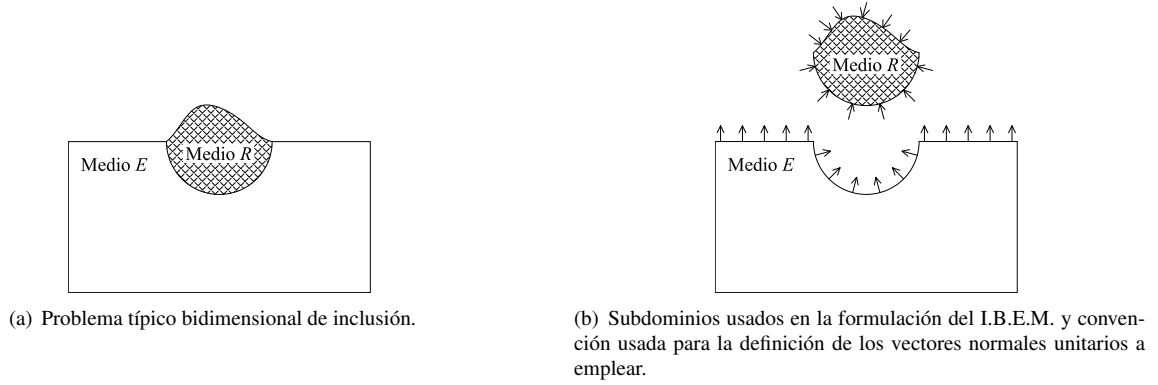 Medio E
Medio R
(a) Problema típico bidimensional de inclusión.
Medio R
Medio E
(b) Subdominios usados en la formulación del I.B.E.M. y conven-
ción usada para la definición de los vectores normales unitarios a
emplear.